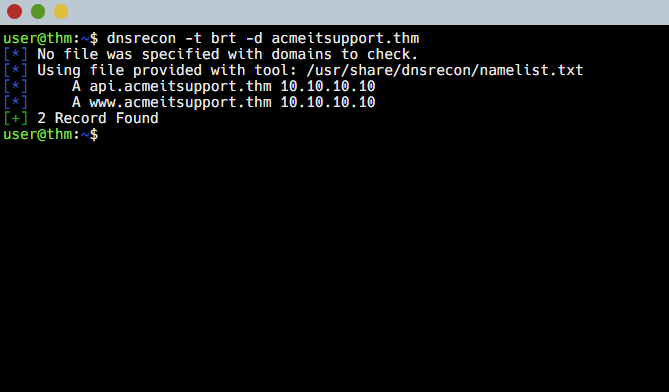 user@thm:~$ dnsrecon -t brt -d acmeitsupport.thm
[*] No file was specified with domains to check.
[*] Using file provided with tool: /usr/share/dnsrecon/namelist.txt
[*]     A api.acmeitsupport.thm 10.10.10.10
[*]     A www.acmeitsupport.thm 10.10.10.10
[+] 2 Record Found
user@thm:~$